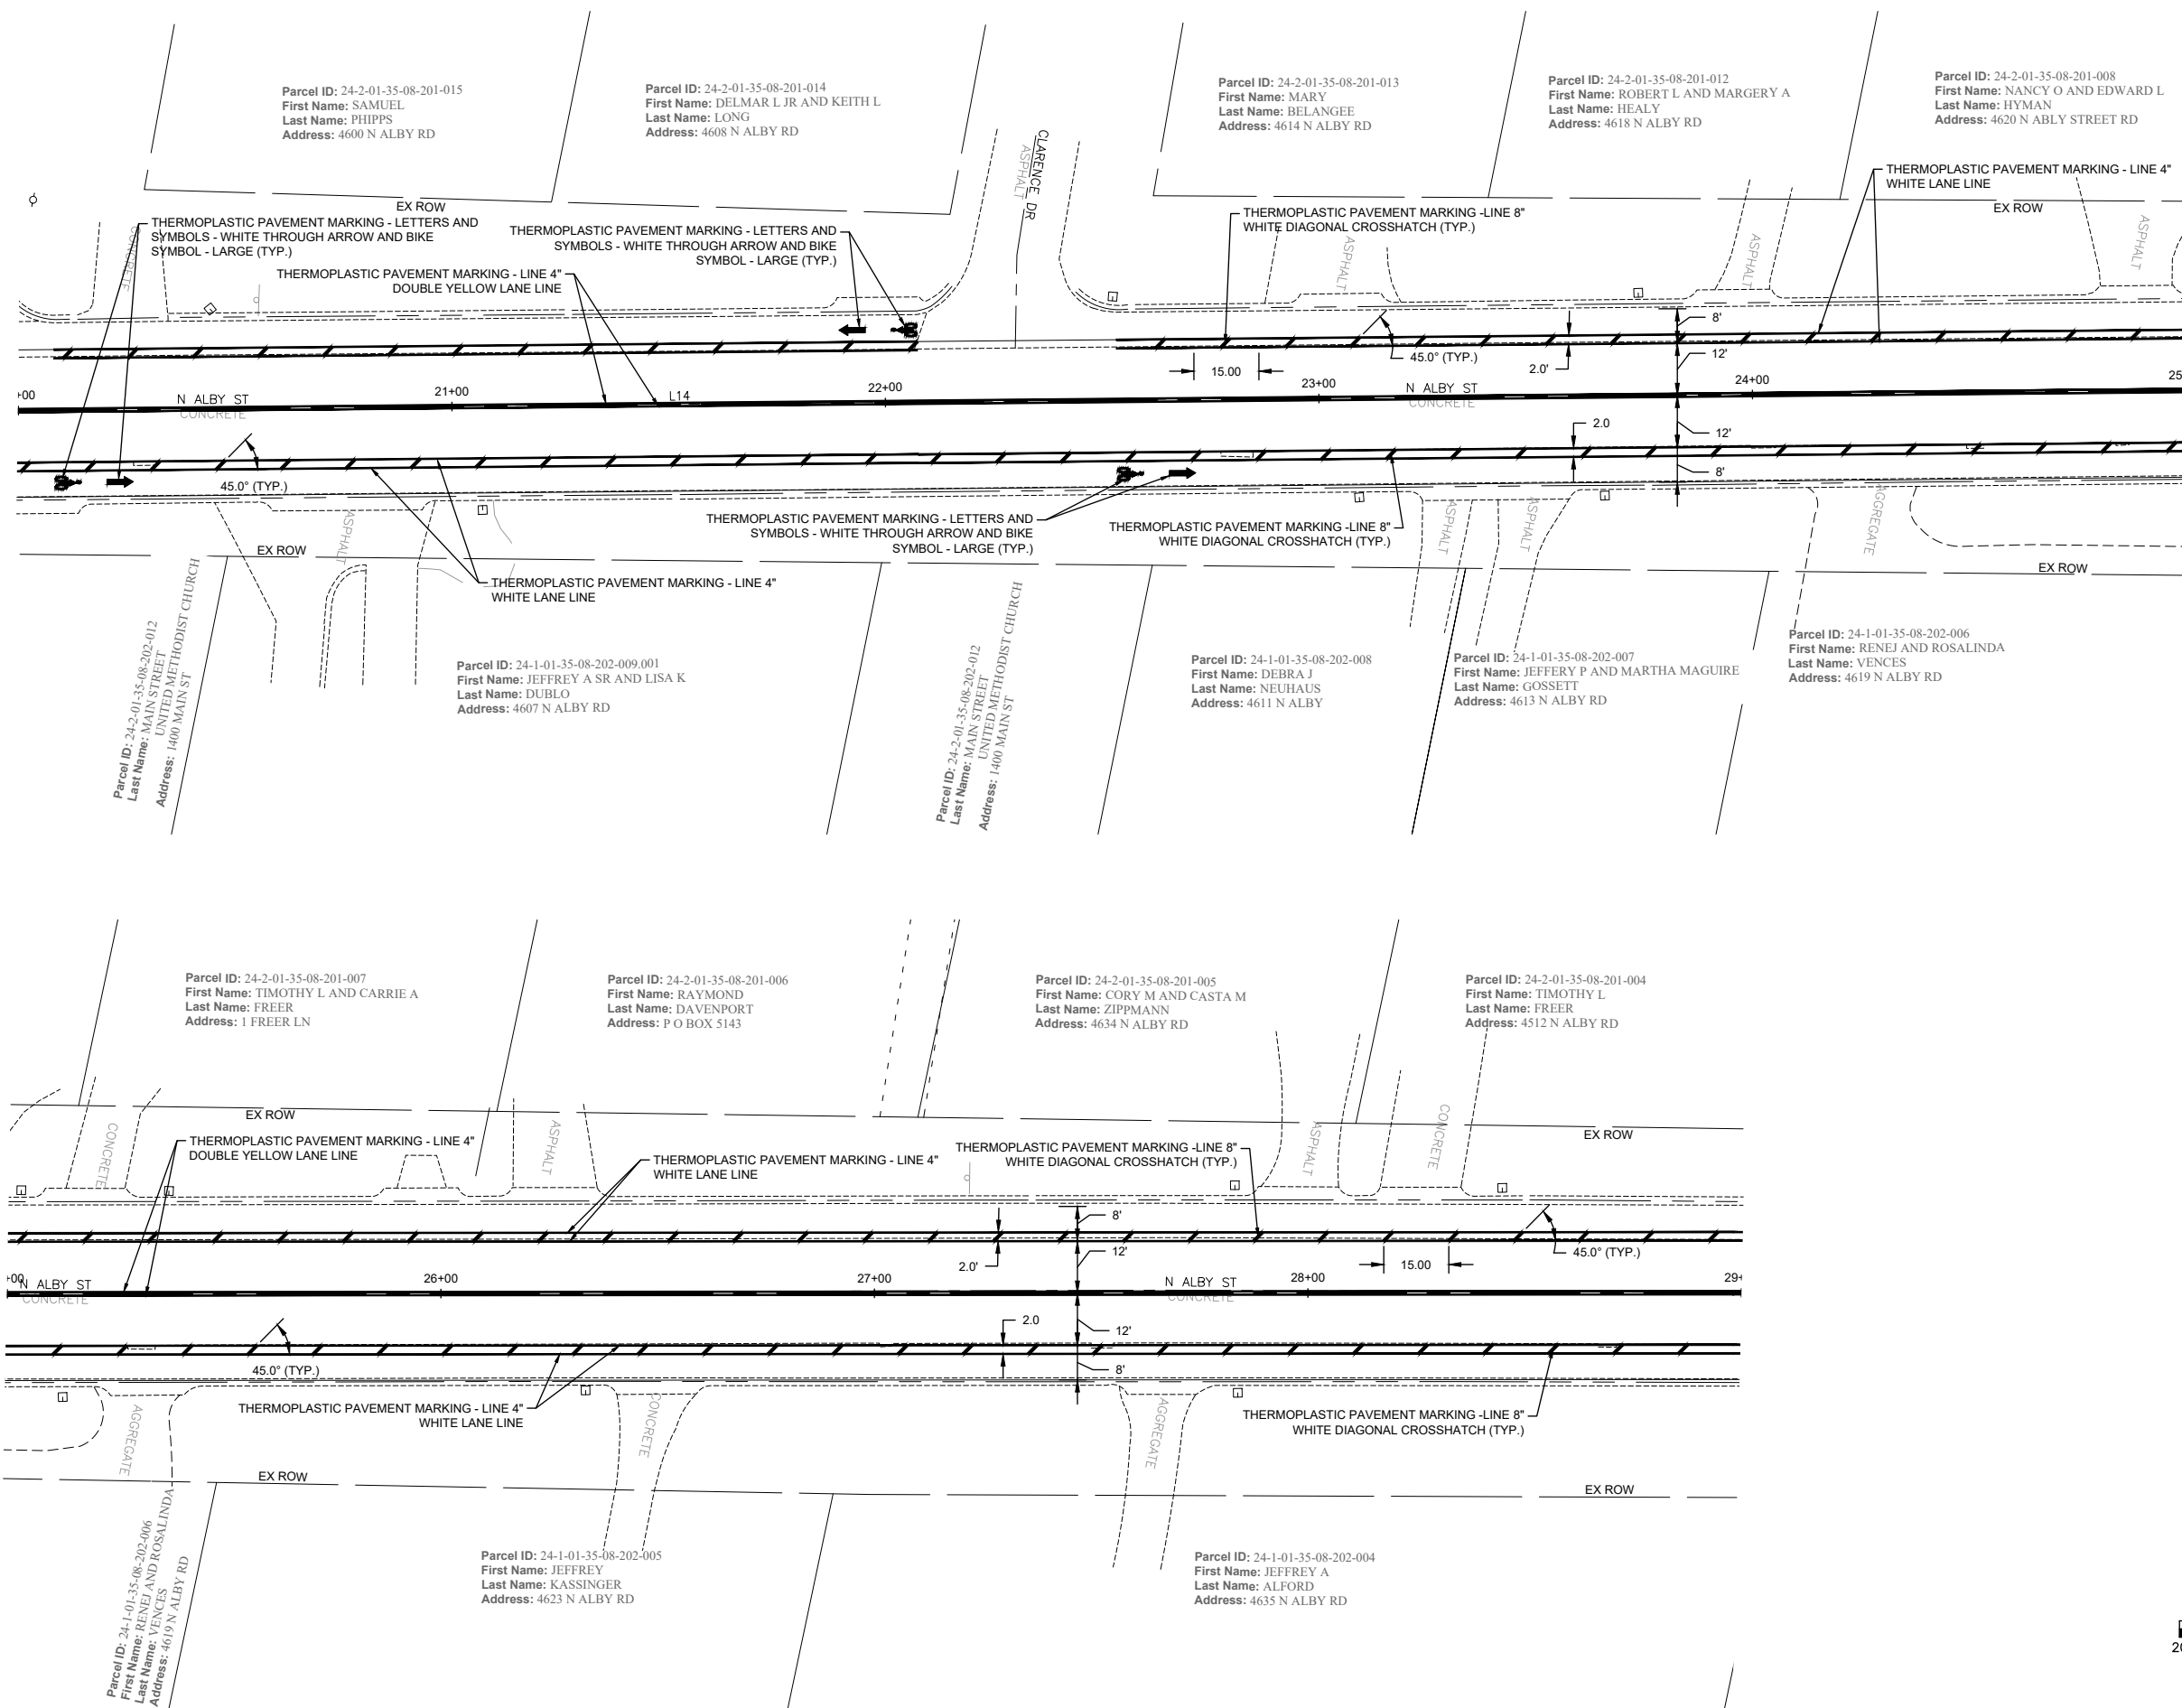 Parcel ID: 24-2-01-35-08-201-015
First Name: SAMUEL
Last Name: PHIPPS
Address: 4600 N ALBY RD
Parcel ID: 24-2-01-35-08-201-014
First Name: DELMAR L JR AND KEITH L
Last Name: LONG
Address: 4608 N ALBY RD
Parcel ID: 24-2-01-35-08-201-013
First Name: MARY
Last Name: BELANGEE
Address: 4614 N ALBY RD
Parcel ID: 24-2-01-35-08-201-012
First Name: ROBERT L AND MARGERY A
Last Name: HEALY
Address: 4618 N ALBY RD
Parcel ID: 24-2-01-35-08-201-008
First Name: NANCY O AND EDWARD L
Last Name: HYMAN
Address: 4620 N ABLY STREET RD
CLARENCE DR
ASPHALT
THERMOPLASTIC PAVEMENT MARKING - LINE 4"
WHITE LANE LINE
EX ROW
EX ROW
THERMOPLASTIC PAVEMENT MARKING - LETTERS AND
SYMBOLS - WHITE THROUGH ARROW AND BIKE
SYMBOL - LARGE (TYP.)
CONCRETE
THERMOPLASTIC PAVEMENT MARKING - LETTERS AND
SYMBOLS - WHITE THROUGH ARROW AND BIKE
SYMBOL - LARGE (TYP.)
THERMOPLASTIC PAVEMENT MARKING -LINE 8"
WHITE DIAGONAL CROSSHATCH (TYP.)
ASPHALT
ASPHALT
ASPHALT
THERMOPLASTIC PAVEMENT MARKING - LINE 4"
DOUBLE YELLOW LANE LINE
8'
45.0° (TYP.)
12'
15.00
2.0'
+00
N ALBY ST
CONCRETE
21+00
L14
22+00
23+00
N ALBY ST
CONCRETE
24+00
25
2.0
12'
8'
45.0° (TYP.)
ASPHALT
THERMOPLASTIC PAVEMENT MARKING - LETTERS AND
SYMBOLS - WHITE THROUGH ARROW AND BIKE
SYMBOL - LARGE (TYP.)
THERMOPLASTIC PAVEMENT MARKING -LINE 8"
WHITE DIAGONAL CROSSHATCH (TYP.)
ASPHALT
ASPHALT
AGGREGATE
EX ROW
EX ROW
THERMOPLASTIC PAVEMENT MARKING - LINE 4"
WHITE LANE LINE
Parcel ID: 24-2-01-35-08-202-012
Last Name: MAIN STREET
UNITED METHODIST CHURCH
Address: 1400 MAIN ST
Parcel ID: 24-1-01-35-08-202-009.001
First Name: JEFFREY A SR AND LISA K
Last Name: DUBLO
Address: 4607 N ALBY RD
Parcel ID: 24-2-01-35-08-202-012
Last Name: MAIN STREET
UNITED METHODIST CHURCH
Address: 1400 MAIN ST
Parcel ID: 24-1-01-35-08-202-008
First Name: DEBRA J
Last Name: NEUHAUS
Address: 4611 N ALBY
Parcel ID: 24-1-01-35-08-202-007
First Name: JEFFERY P AND MARTHA MAGUIRE
Last Name: GOSSETT
Address: 4613 N ALBY RD
Parcel ID: 24-1-01-35-08-202-006
First Name: RENEJ AND ROSALINDA
Last Name: VENCES
Address: 4619 N ALBY RD
Parcel ID: 24-2-01-35-08-201-007
First Name: TIMOTHY L AND CARRIE A
Last Name: FREER
Address: 1 FREER LN
Parcel ID: 24-2-01-35-08-201-006
First Name: RAYMOND
Last Name: DAVENPORT
Address: P O BOX 5143
Parcel ID: 24-2-01-35-08-201-005
First Name: CORY M AND CASTA M
Last Name: ZIPPMANN
Address: 4634 N ALBY RD
Parcel ID: 24-2-01-35-08-201-004
First Name: TIMOTHY L
Last Name: FREER
Address: 4512 N ALBY RD
EX ROW
EX ROW
CONCRETE
THERMOPLASTIC PAVEMENT MARKING - LINE 4"
DOUBLE YELLOW LANE LINE
ASPHALT
THERMOPLASTIC PAVEMENT MARKING - LINE 4"
WHITE LANE LINE
THERMOPLASTIC PAVEMENT MARKING -LINE 8"
WHITE DIAGONAL CROSSHATCH (TYP.)
ASPHALT
CONCRETE
8'
12'
2.0'
15.00
45.0° (TYP.)
+00
N ALBY ST
CONCRETE
26+00
27+00
N ALBY ST
CONCRETE
28+00
29+
2.0
12'
8'
45.0° (TYP.)
THERMOPLASTIC PAVEMENT MARKING - LINE 4"
WHITE LANE LINE
AGGREGATE
CONCRETE
AGGREGATE
THERMOPLASTIC PAVEMENT MARKING -LINE 8"
WHITE DIAGONAL CROSSHATCH (TYP.)
EX ROW
EX ROW
Parcel ID: 24-1-01-35-08-202-006
First Name: RENEJ AND ROSALINDA
Last Name: VENCES
Address: 4619 N ALBY RD
Parcel ID: 24-1-01-35-08-202-005
First Name: JEFFREY
Last Name: KASSINGER
Address: 4623 N ALBY RD
Parcel ID: 24-1-01-35-08-202-004
First Name: JEFFREY A
Last Name: ALFORD
Address: 4635 N ALBY RD